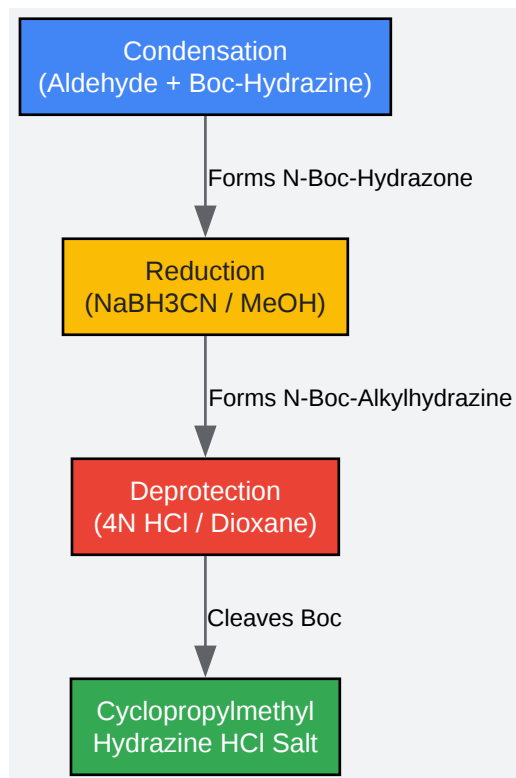 Condensation
(Aldehyde + Boc-Hydrazine)
Forms N-Boc-Hydrazone
Reduction
(NaBH3CN / MeOH)
Forms N-Boc-Alkylhydrazine
Deprotection
(4N HCl / Dioxane)
Cleaves Boc
Cyclopropylmethyl
Hydrazine HCl Salt